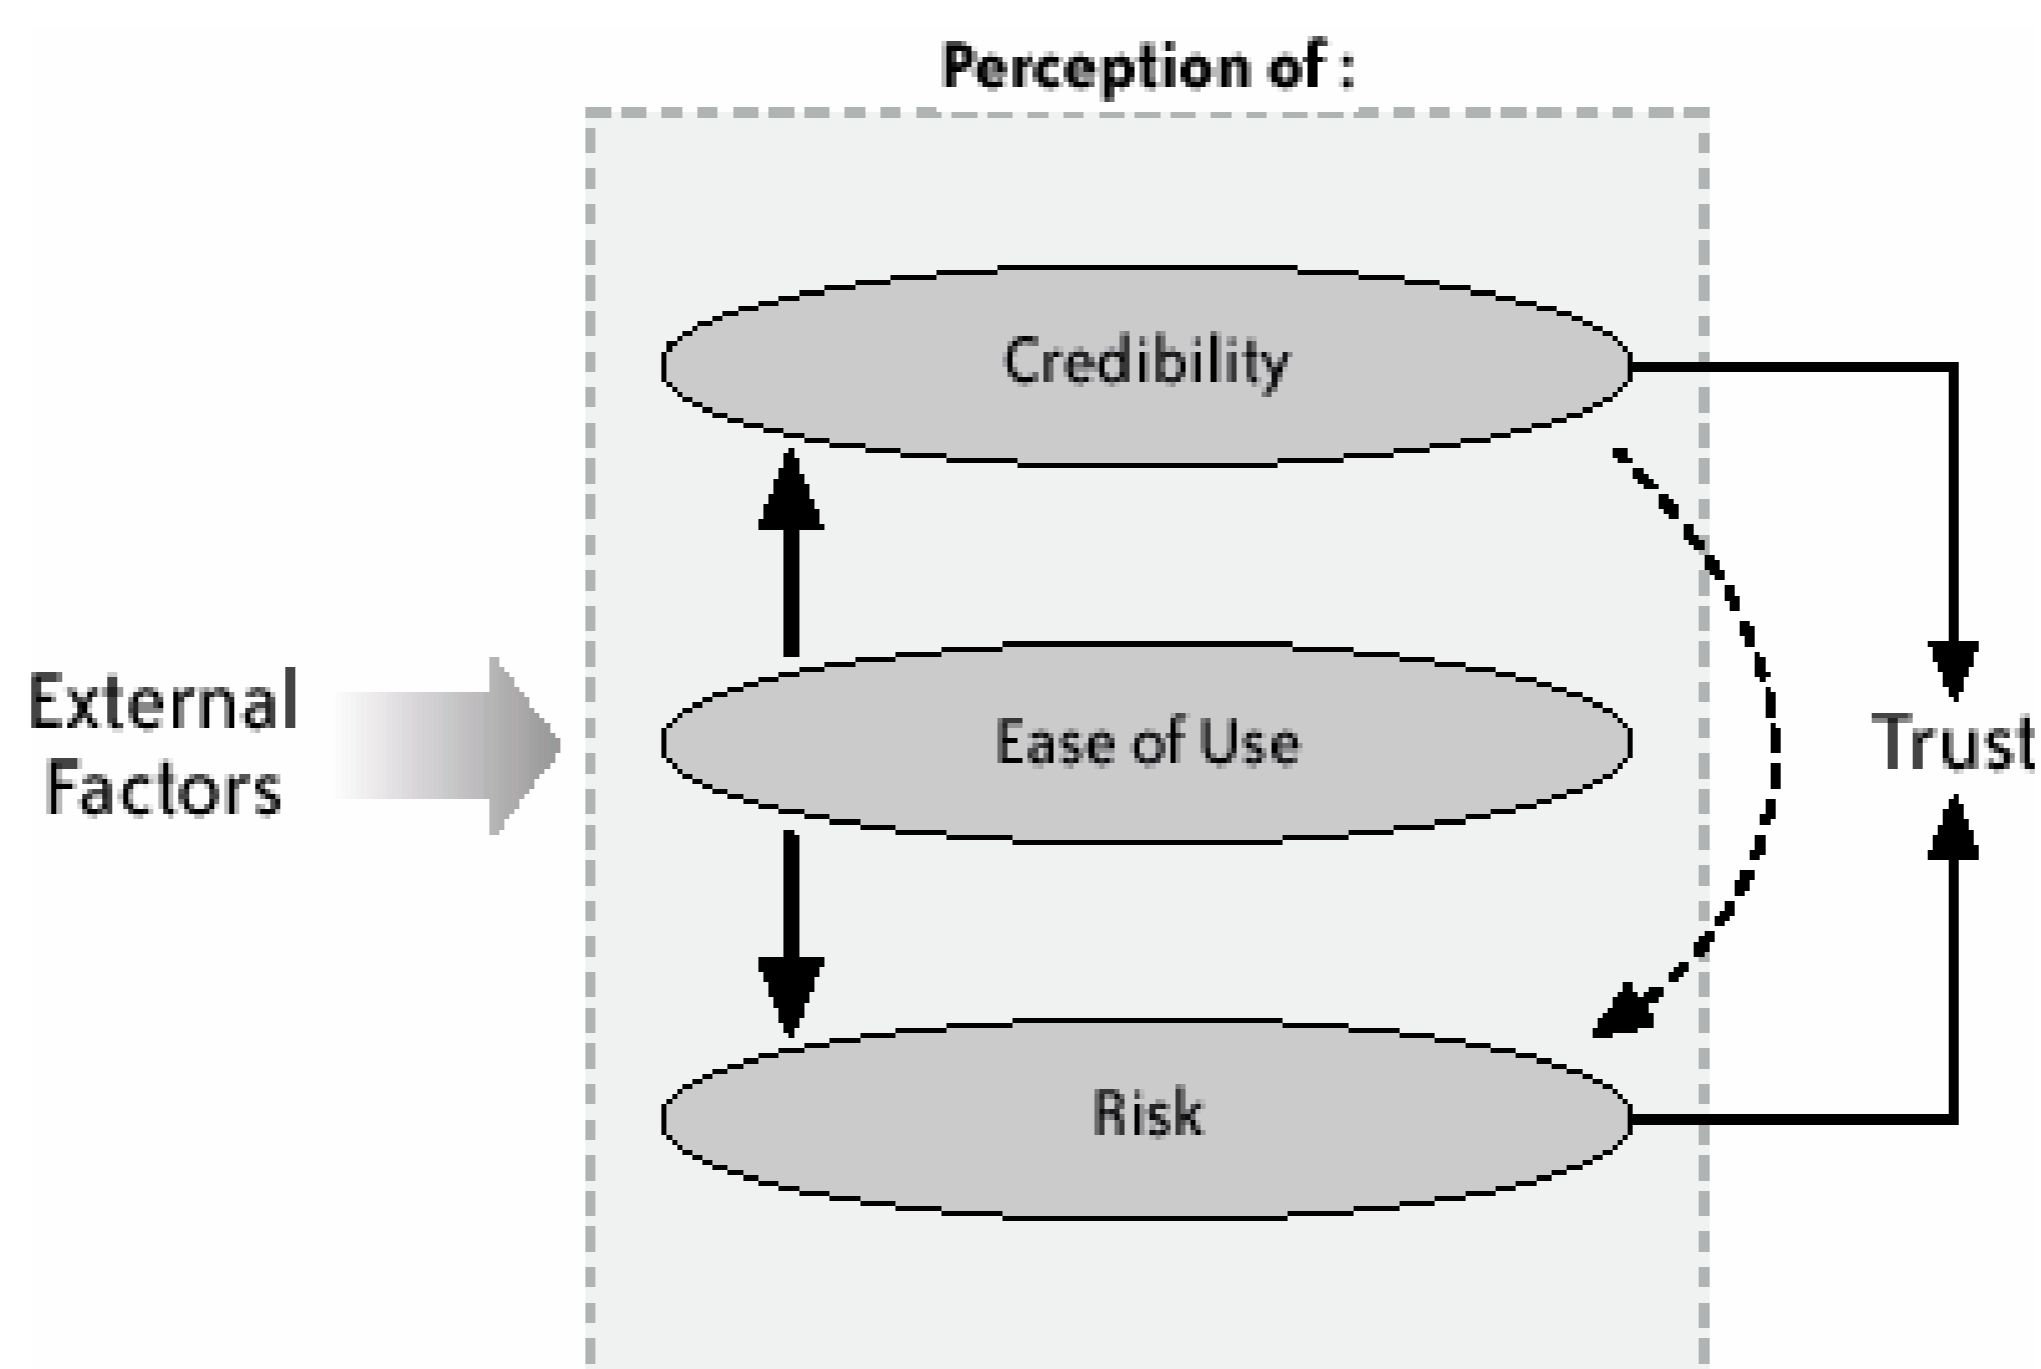 Perception of :
Credibility
External
Factors
Ease of Use
Trust
Risk